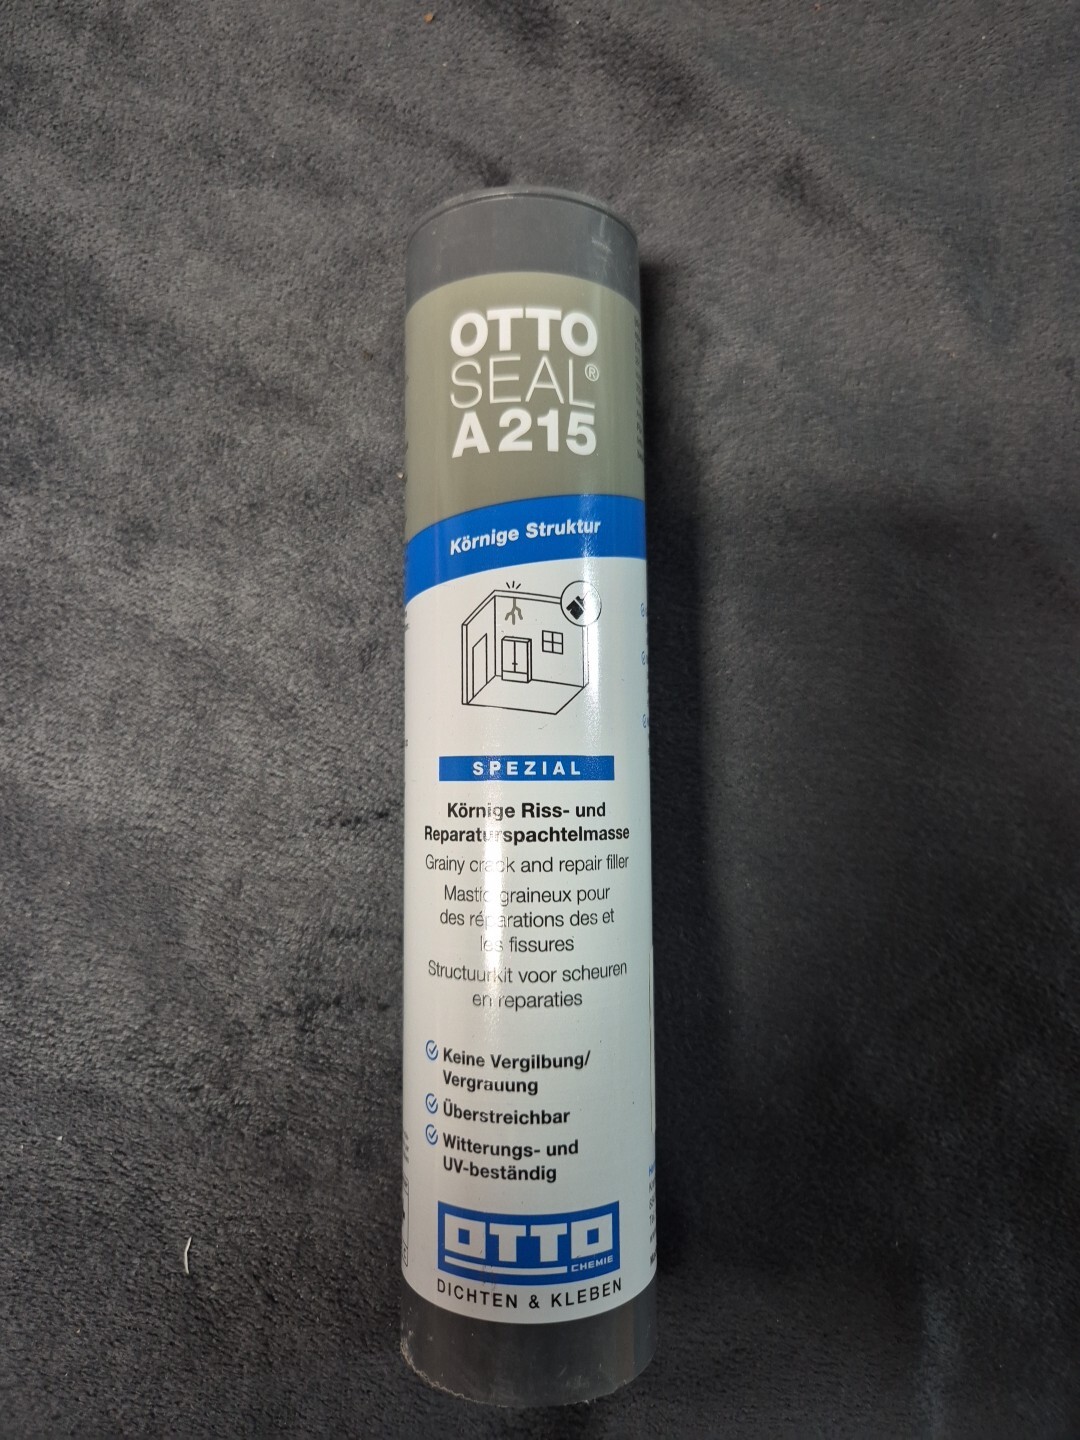 OTTO
SEAL®
A215
Körnige Struktur
SPEZIAL
Körnige Riss- und
Reparaturspachtelmasse
Grainy crack and repair filler
Mastic graineux pour
des réparations des et
les fissures
Structuurkit voor scheuren
en reparaties
Keine Vergilbung/
Vergrauung
Überstreichbar
Witterungs- und
UV-beständig
OTTO
CHEMIE
DICHTEN & KLEBEN